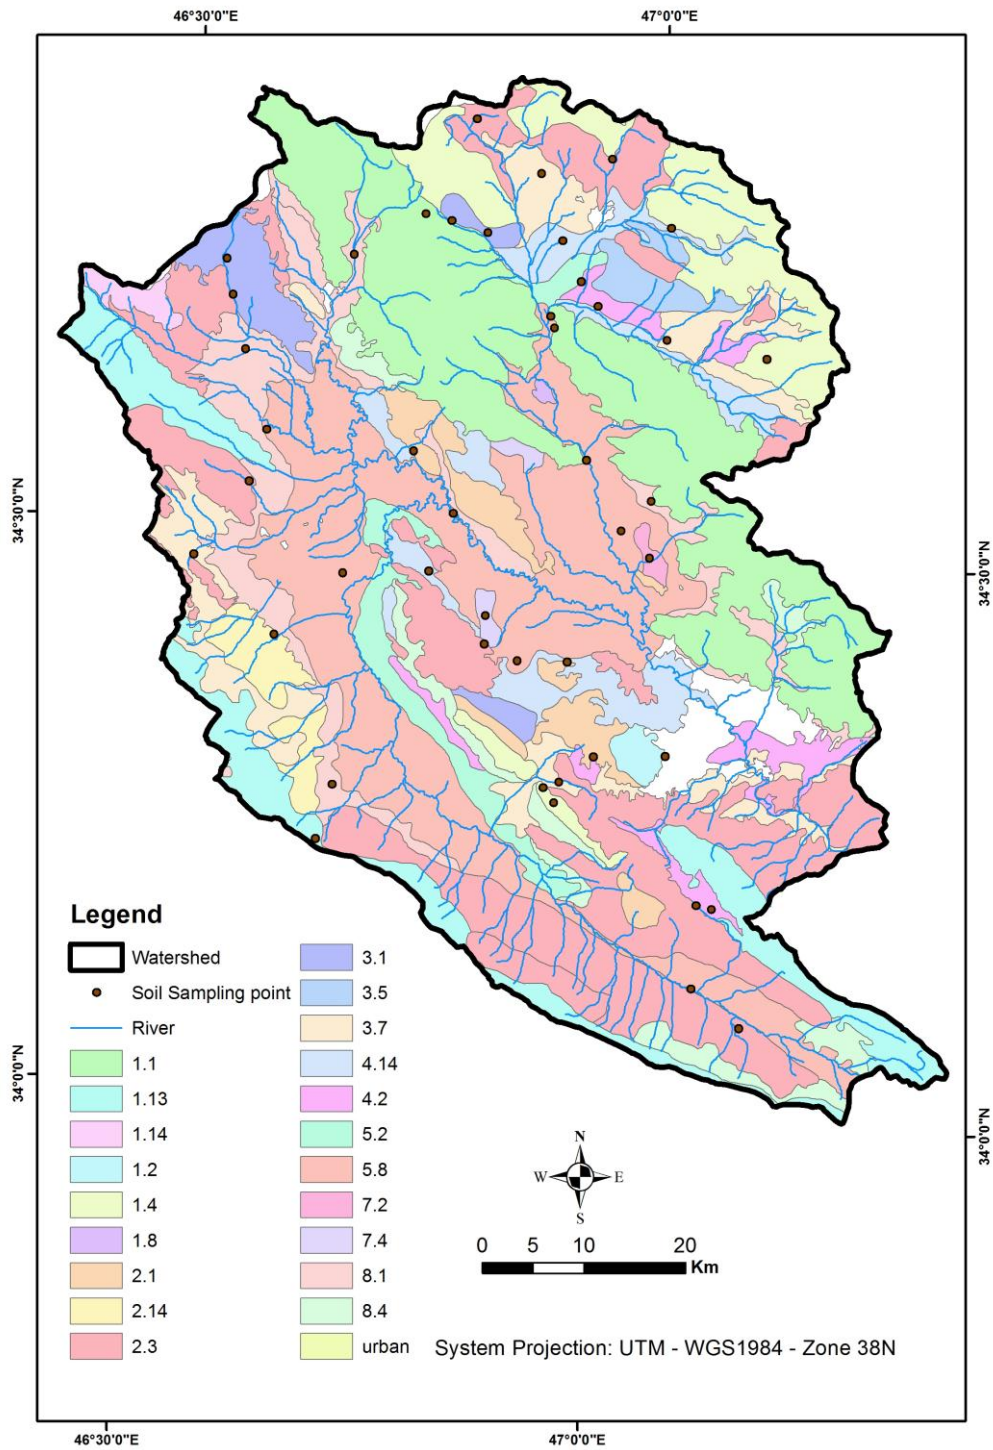 46°30'0"E
47°0'0"E
34°30'0"N
34°30'0"N
Legend
Watershed
Soil Sampling point
River
1.1
1.13
1.14
1.2
1.4
1.8
2.1
2.14
2.3
3.1
3.5
3.7
4.14
4.2
5.2
5.8
7.2
7.4
8.1
8.4
urban
34°0'0"N
34°0'0"N
N
W
E
S
0 5 10 20
Km
System Projection: UTM - WGS1984 - Zone 38N
46°30'0"E
47°0'0"E